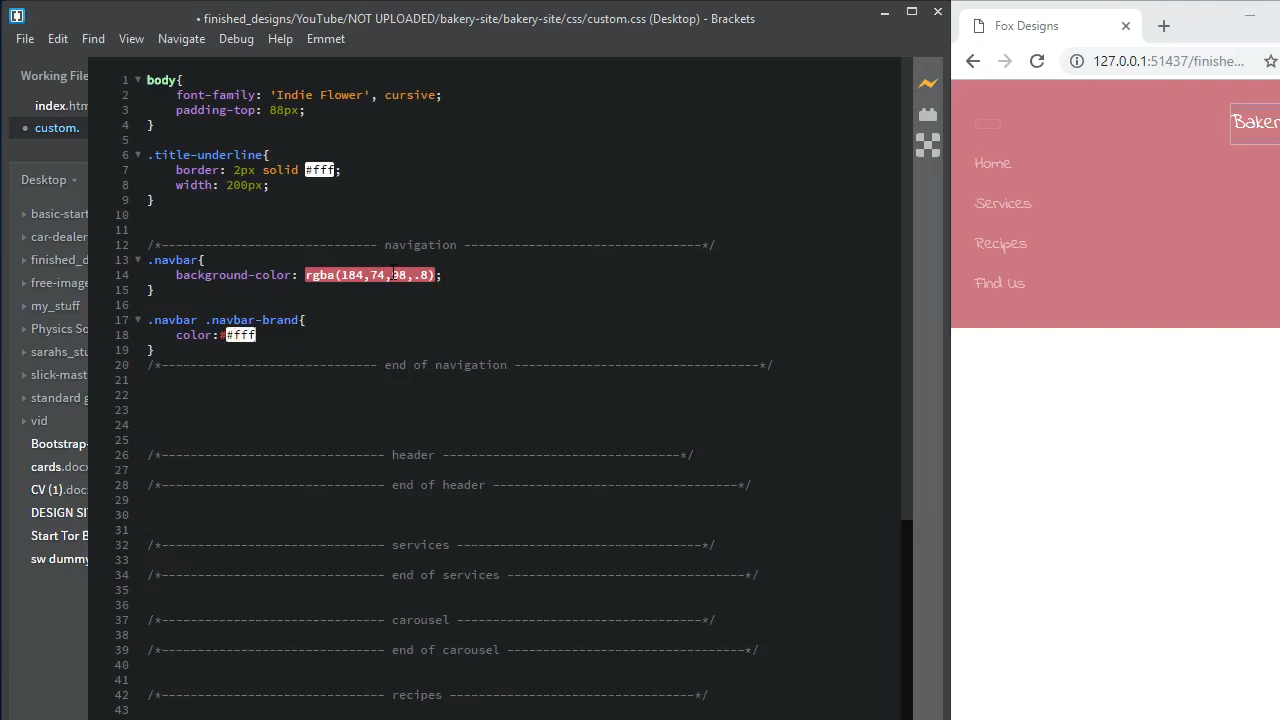 • finished_designs/YouTube/NOT UPLOADED/bakery-site/bakery-site/css/custom.css (Desktop) - Brackets
File Edit Find View Navigate Debug Help Emmet
Working File
index.htm
• custom.
Desktop
basic-start
car-dealer
finished_d
free-image
my_stuff
Physics So
sarahs_stu
slick-mast
standard g
vid
Bootstrap-
cards.docx
CV (1).docx
DESIGN SI
Start Tor B
sw dummy
1 body{
2 font-family: 'Indie Flower', cursive;
3 padding-top: 88px;
4 }
5
6 .title-underline{
7 border: 2px solid #fff;
8 width: 200px;
9 }
10
11
12 /*------------------------------ navigation ---------------------------------*/
13 .navbar{
14 background-color: rgba(184,74,98,.8);
15 }
16
17 .navbar .navbar-brand{
18 color:##fff
19 }
20 /*------------------------------ end of navigation ----------------------------------*/
21
22
23
24
25
26 /*------------------------------- header --------------------------------*/
27
28 /*------------------------------- end of header ---------------------------------*/
29
30
31
32 /*------------------------------- services ----------------------------------*/
33
34 /*------------------------------- end of services ---------------------------------*/
35
36
37 /*------------------------------- carousel ----------------------------------*/
38
39 /*------------------------------- end of carousel ---------------------------------*/
40
41
42 /*------------------------------- recipes --------------------------------*/
43
Fox Designs
127.0.0.1:51437/finishe...
Baker
Home
Services
Recipes
Find Us